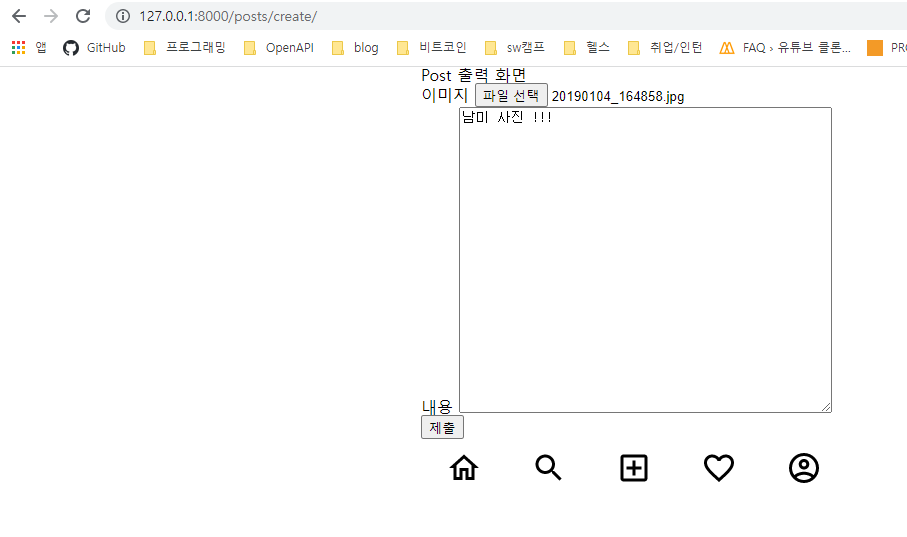 127.0.0.1:8000/posts/create/
앱 GitHub 프로그래밍 OpenAPI blog 비트코인 sw캠프 헬스 취업/인턴 FAQ › 유튜브 클론... PRO
Post 출력 화면
이미지 파일 선택 20190104_164858.jpg
남미 사진 !!!
내용
제출